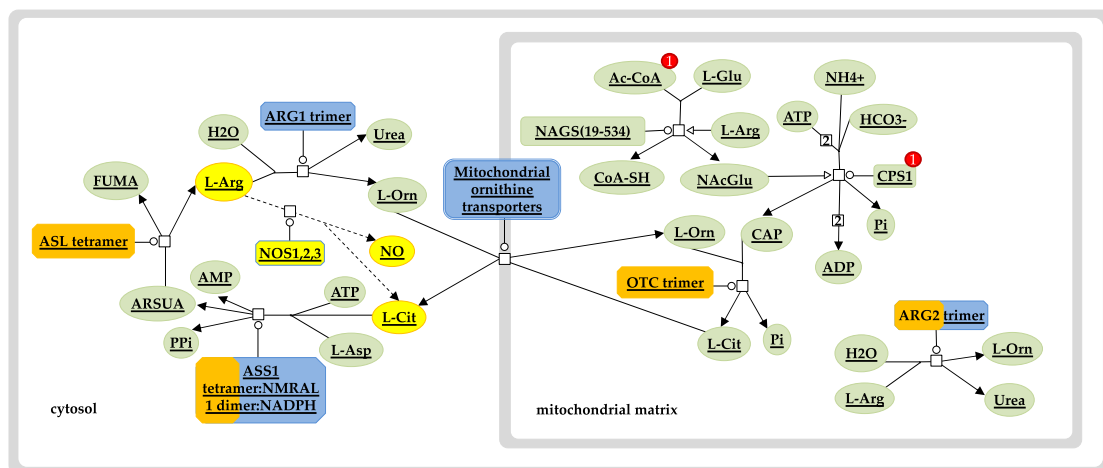 Ac-CoA
1
L-Glu
NH4+
ATP
HCO3-
2
NAGS(19-534)
L-Arg
CoA-SH
NAcGlu
CPS1
1
Pi
2
ADP
CAP
ARG1 trimer
H2O
Urea
L-Arg
L-Orn
FUMA
ASL tetramer
NOS1,2,3
NO
Mitochondrial
ornithine
transporters
L-Orn
OTC trimer
L-Cit
Pi
AMP
ATP
ARSUA
L-Cit
PPi
L-Asp
ASS1
tetramer:NMRAL
1 dimer:NADPH
ARG2 trimer
H2O
L-Orn
L-Arg
Urea
cytosol
mitochondrial matrix